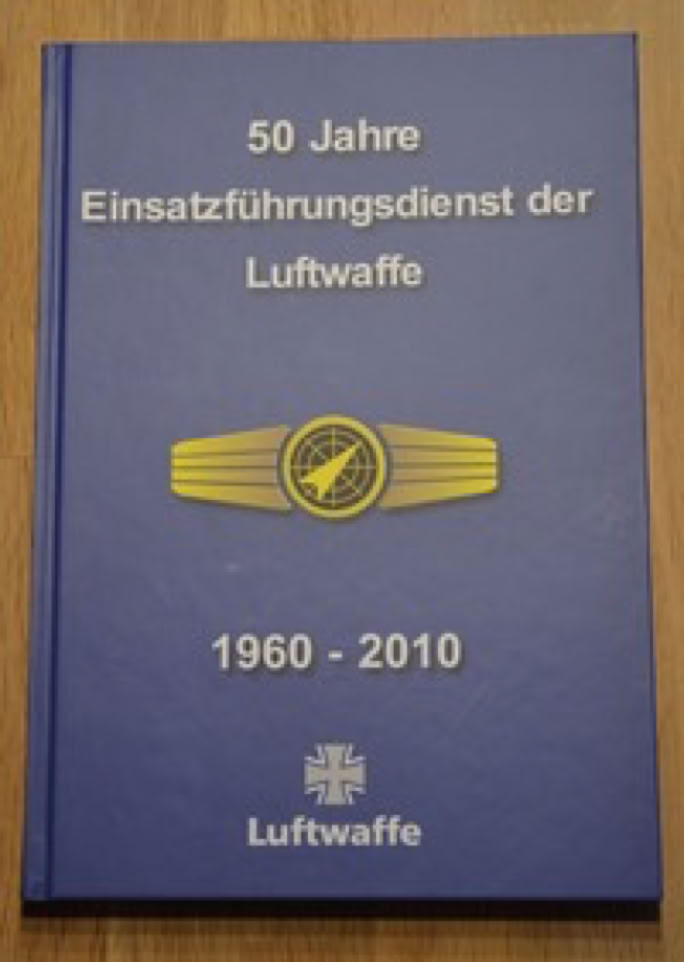 50 Jahre
Einsatzführungsdienst der
Luftwaffe
1960 - 2010
Luftwaffe